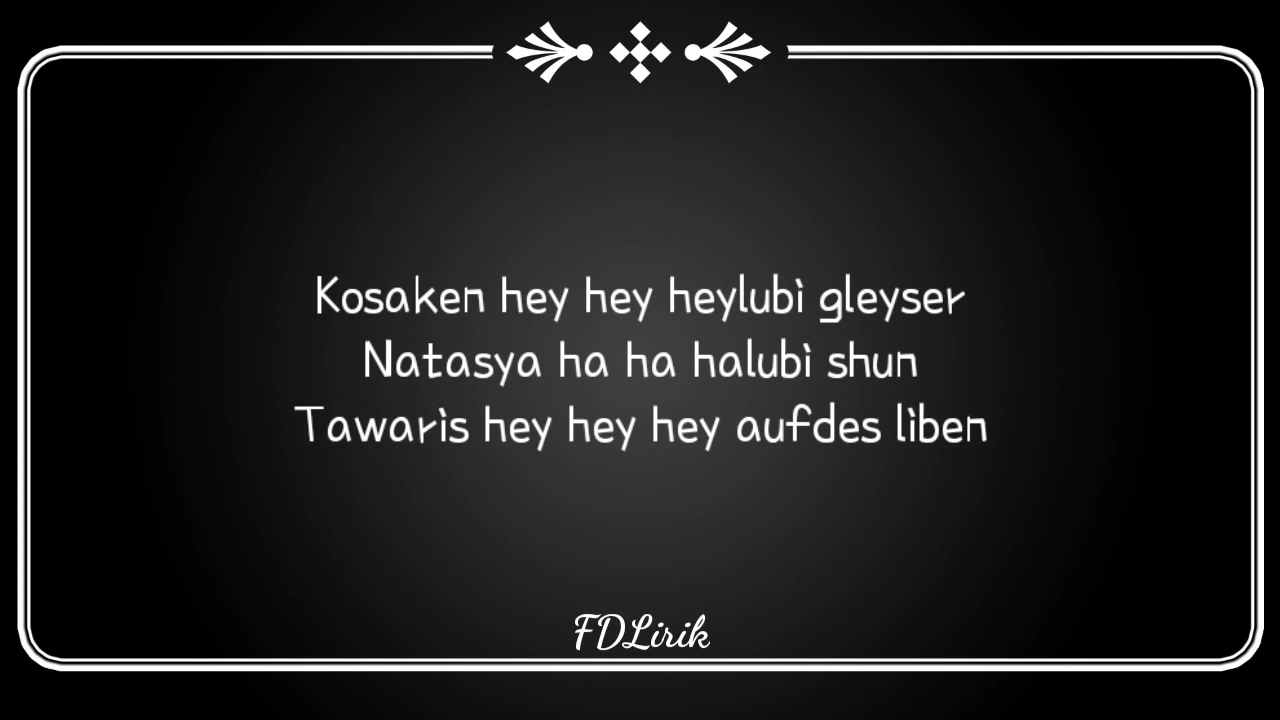 Kosaken hey hey heylubi gleyser
Natasya ha ha halubi shun
Tawaris hey hey hey aufdes liben
FDLirik